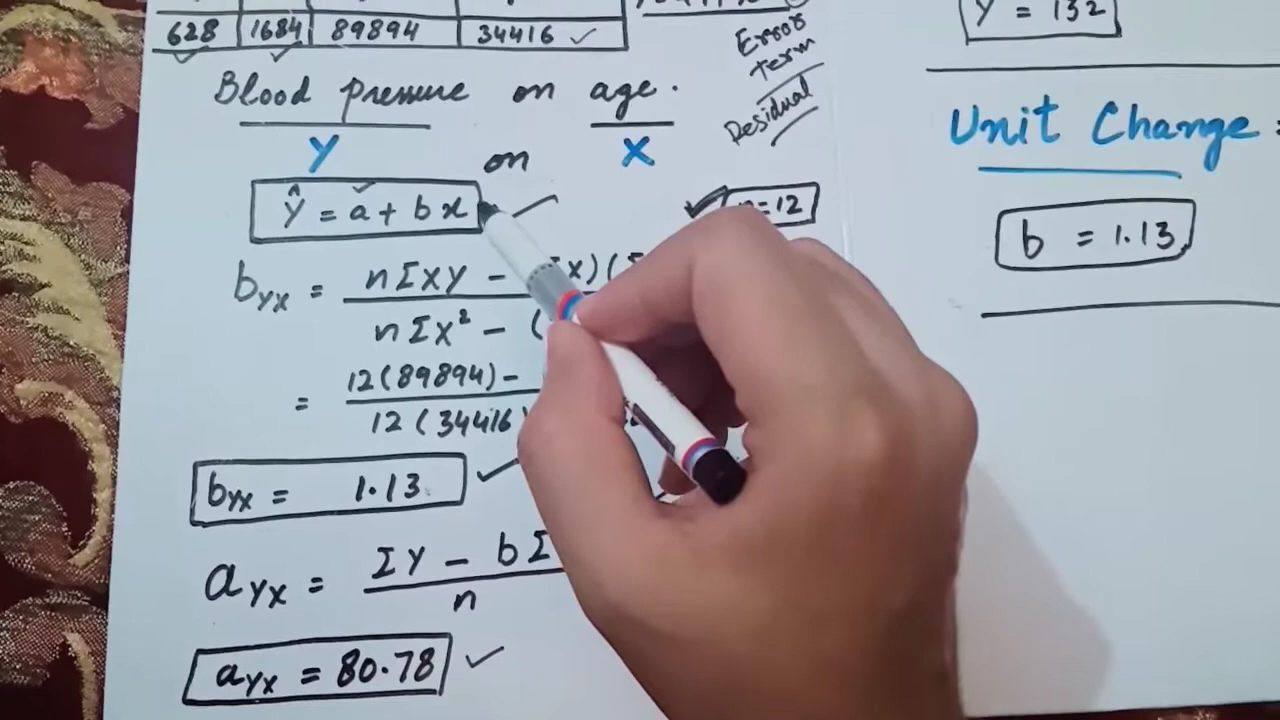 628 1684 89894 34416 ✓
Error
term
Residual
Blood pressure on age.
Y on X
Ŷ = a + bx
n=12
bYX = nΣXY - ΣX)(
nΣX² - (
= 12(89894) -
12(34416)
bYX = 1.13
aYX = ΣY - bΣ
n
aYX = 80.78
Y = 132
Unit Change =
b = 1.13